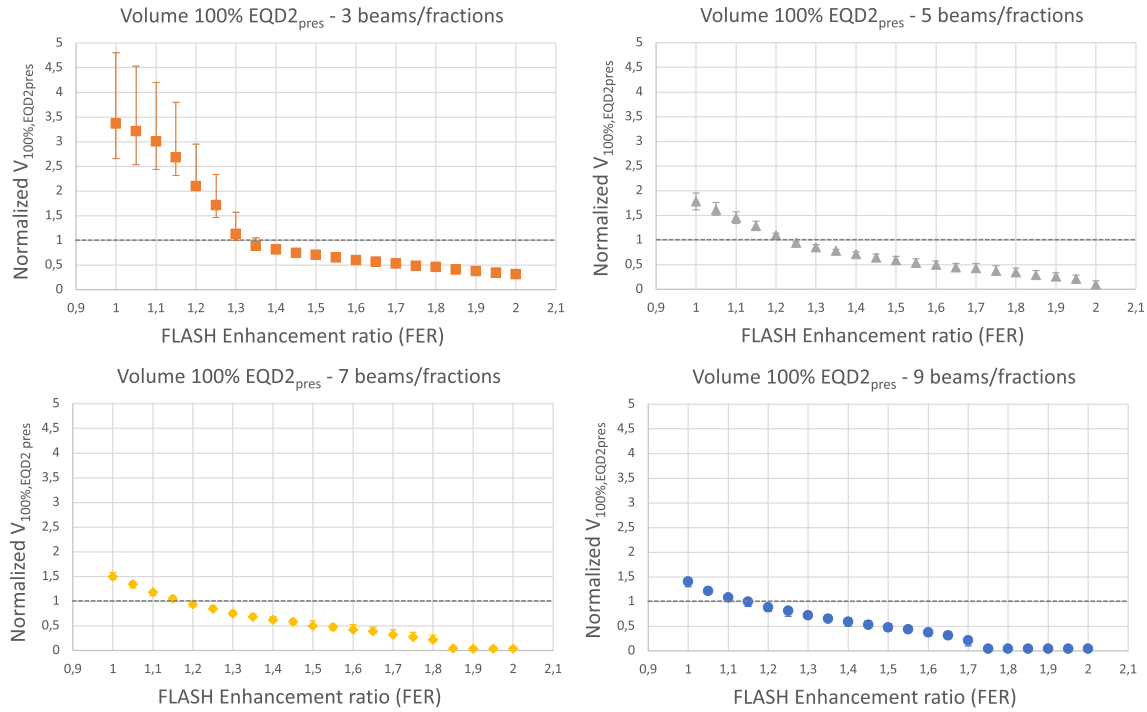 Volume 100% EQD2pres - 3 beams/fractions
Normalized V100%,EQD2pres
5
4,5
4
3,5
3
2,5
2
1,5
1
0,5
0
0,9 1 1,1 1,2 1,3 1,4 1,5 1,6 1,7 1,8 1,9 2 2,1
FLASH Enhancement ratio (FER)
Volume 100% EQD2pres - 5 beams/fractions
Normalized V100%,EQD2pres
5
4,5
4
3,5
3
2,5
2
1,5
1
0,5
0
0,9 1 1,1 1,2 1,3 1,4 1,5 1,6 1,7 1,8 1,9 2 2,1
FLASH Enhancement ratio (FER)
Volume 100% EQD2pres - 7 beams/fractions
Normalized V100%,EQD2 pres
5
4,5
4
3,5
3
2,5
2
1,5
1
0,5
0
0,9 1 1,1 1,2 1,3 1,4 1,5 1,6 1,7 1,8 1,9 2 2,1
FLASH Enhancement ratio (FER)
Volume 100% EQD2pres - 9 beams/fractions
Normalized V100%,EQD2pres
5
4,5
4
3,5
3
2,5
2
1,5
1
0,5
0
0,9 1 1,1 1,2 1,3 1,4 1,5 1,6 1,7 1,8 1,9 2 2,1
FLASH Enhancement ratio (FER)